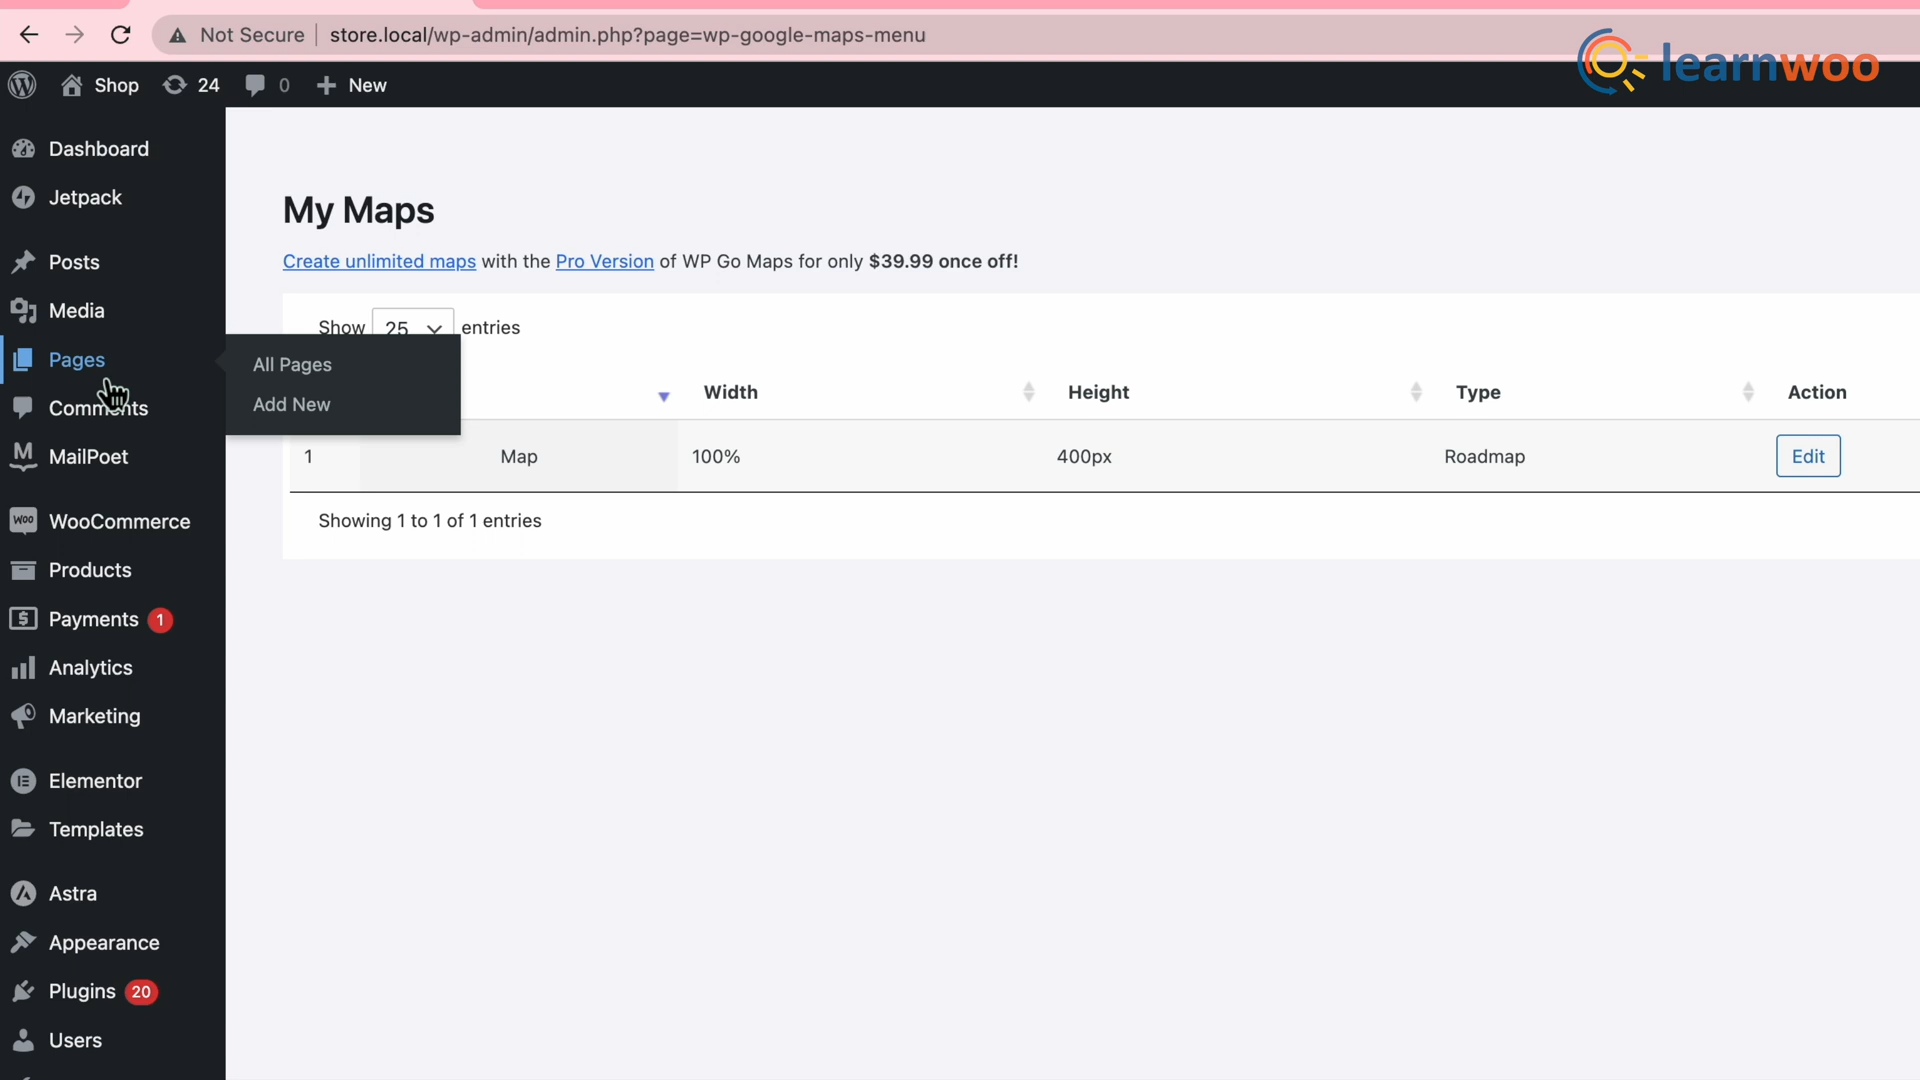 Not Secure store.local/wp-admin/admin.php?page=wp-google-maps-menu
learnwoo
Shop 24 0 New
Dashboard
Jetpack
Posts
Media
Pages
Comments
MailPoet
WooCommerce
Products
Payments 1
Analytics
Marketing
Elementor
Templates
Astra
Appearance
Plugins 20
Users
All Pages
Add New
My Maps
Create unlimited maps with the Pro Version of WP Go Maps for only $39.99 once off!
Show 25 entries
Width Height Type Action
1 Map 100% 400px Roadmap Edit
Showing 1 to 1 of 1 entries